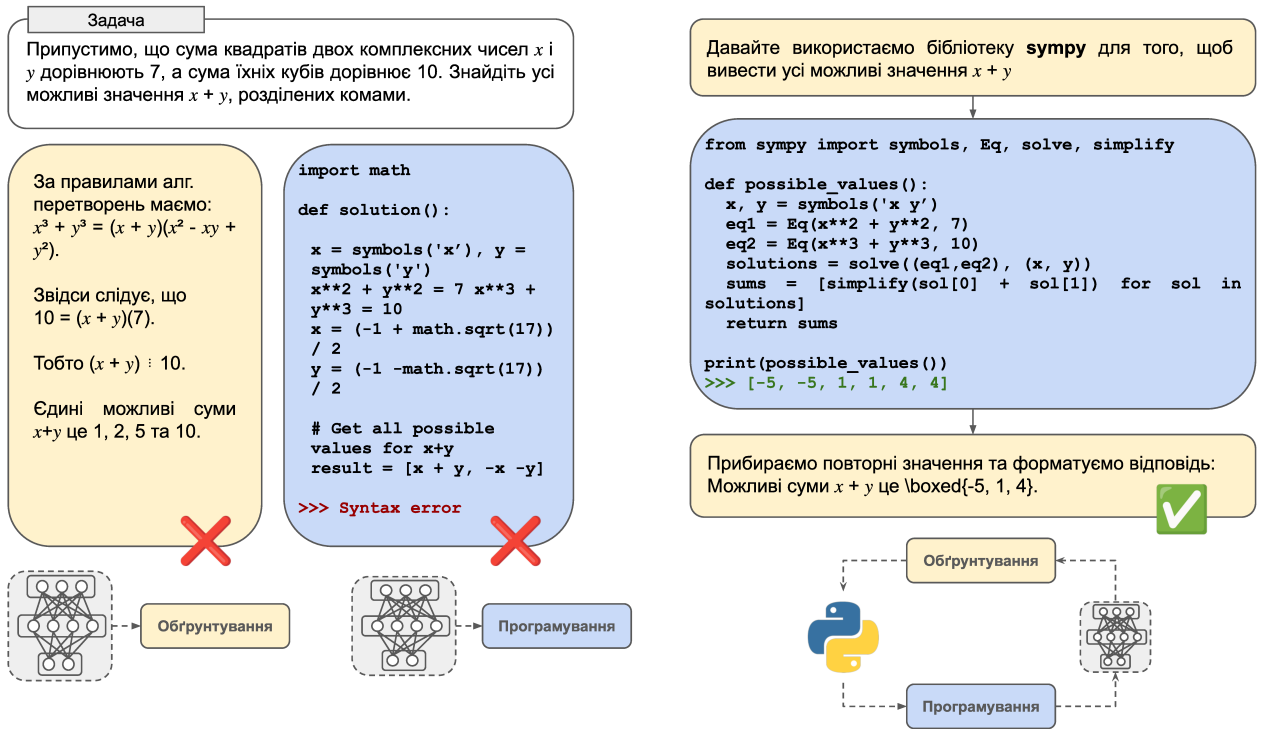 Задача
Припустимо, що сума квадратів двох комплексних чисел x і
y дорівнюють 7, а сума їхніх кубів дорівнює 10. Знайдіть усі
можливі значення x + y, розділених комами.
За правилами алг.
перетворень маємо:
x³ + y³ = (x + y)(x² - xy +
y²).
Звідси слідує, що
10 = (x + y)(7).
Тобто (x + y) ⫶ 10.
Єдині можливі суми
x+y це 1, 2, 5 та 10.
import math
def solution():
x = symbols('x’), y =
symbols('y')
x**2 + y**2 = 7 x**3 +
y**3 = 10
x = (-1 + math.sqrt(17))
/ 2
y = (-1 -math.sqrt(17))
/ 2
# Get all possible
values for x+y
result = [x + y, -x -y]
>>> Syntax error
Обґрунтування
Програмування
Давайте використаємо бібліотеку sympy для того, щоб
вивести усі можливі значення x + y
from sympy import symbols, Eq, solve, simplify
def possible_values():
x, y = symbols('x y’)
eq1 = Eq(x**2 + y**2, 7)
eq2 = Eq(x**3 + y**3, 10)
solutions = solve((eq1,eq2), (x, y))
sums = [simplify(sol[0] + sol[1]) for sol in
solutions]
return sums
print(possible_values())
>>> [-5, -5, 1, 1, 4, 4]
Прибираємо повторні значення та форматуємо відповідь:
Можливі суми x + y це \boxed{-5, 1, 4}.
Обґрунтування
Програмування